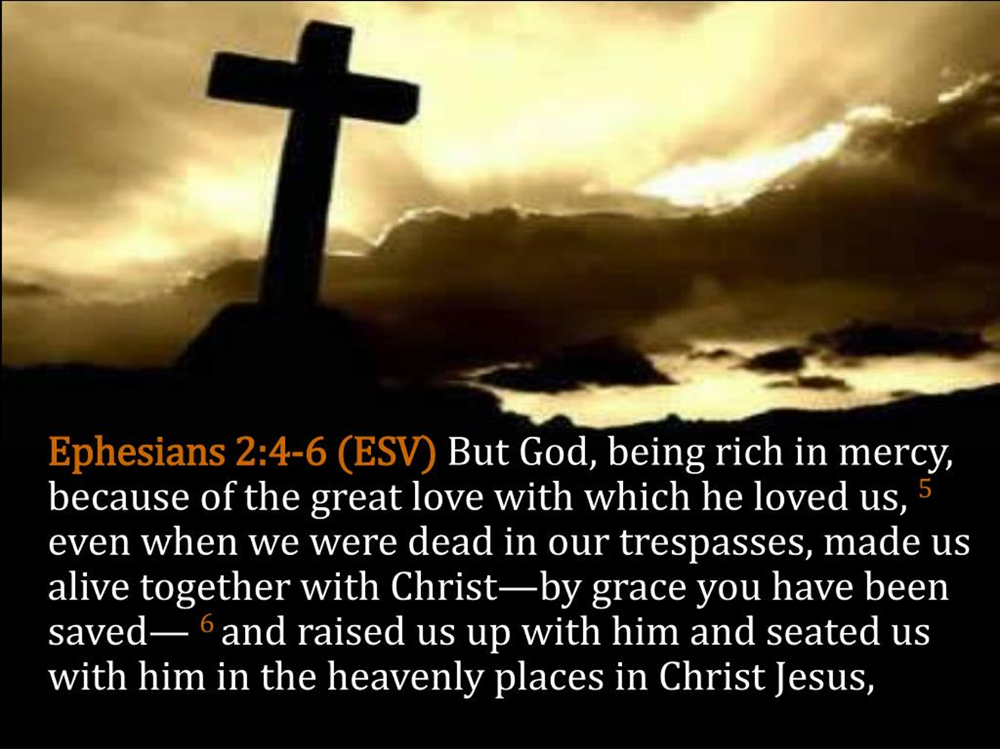 Ephesians 2:4-6 (ESV) But God, being rich in mercy,
because of the great love with which he loved us, 5
even when we were dead in our trespasses, made us
alive together with Christ—by grace you have been
saved— 6 and raised us up with him and seated us
with him in the heavenly places in Christ Jesus,